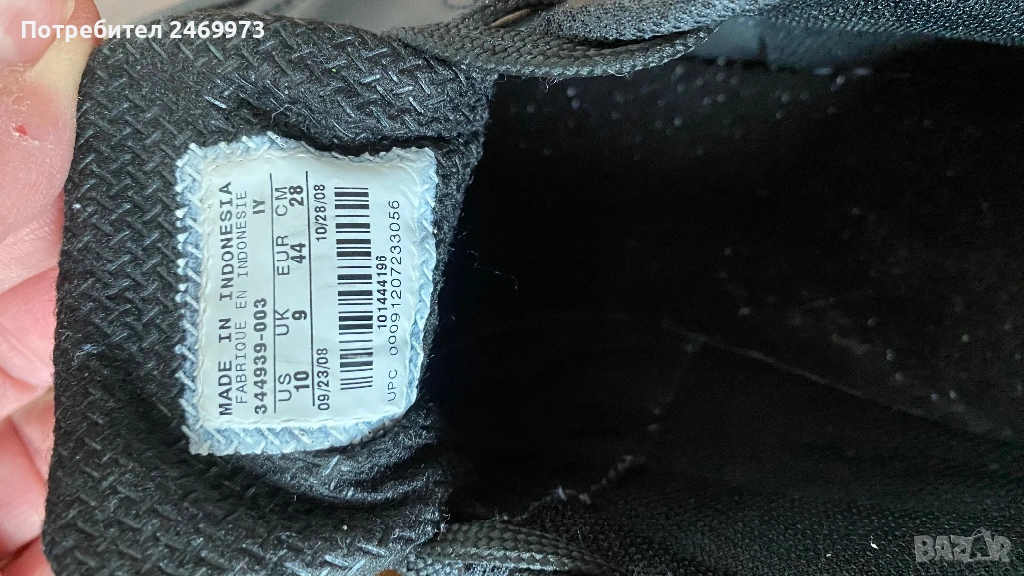 Потребител 2469973
MADE IN INDONESIA
FABRIQUE EN INDONESIE
344939-003 IY
US UK EUR CM
10 9 44 28
09/23/08 10/28/08
101444196
UPC 00091207233056
BAZAR